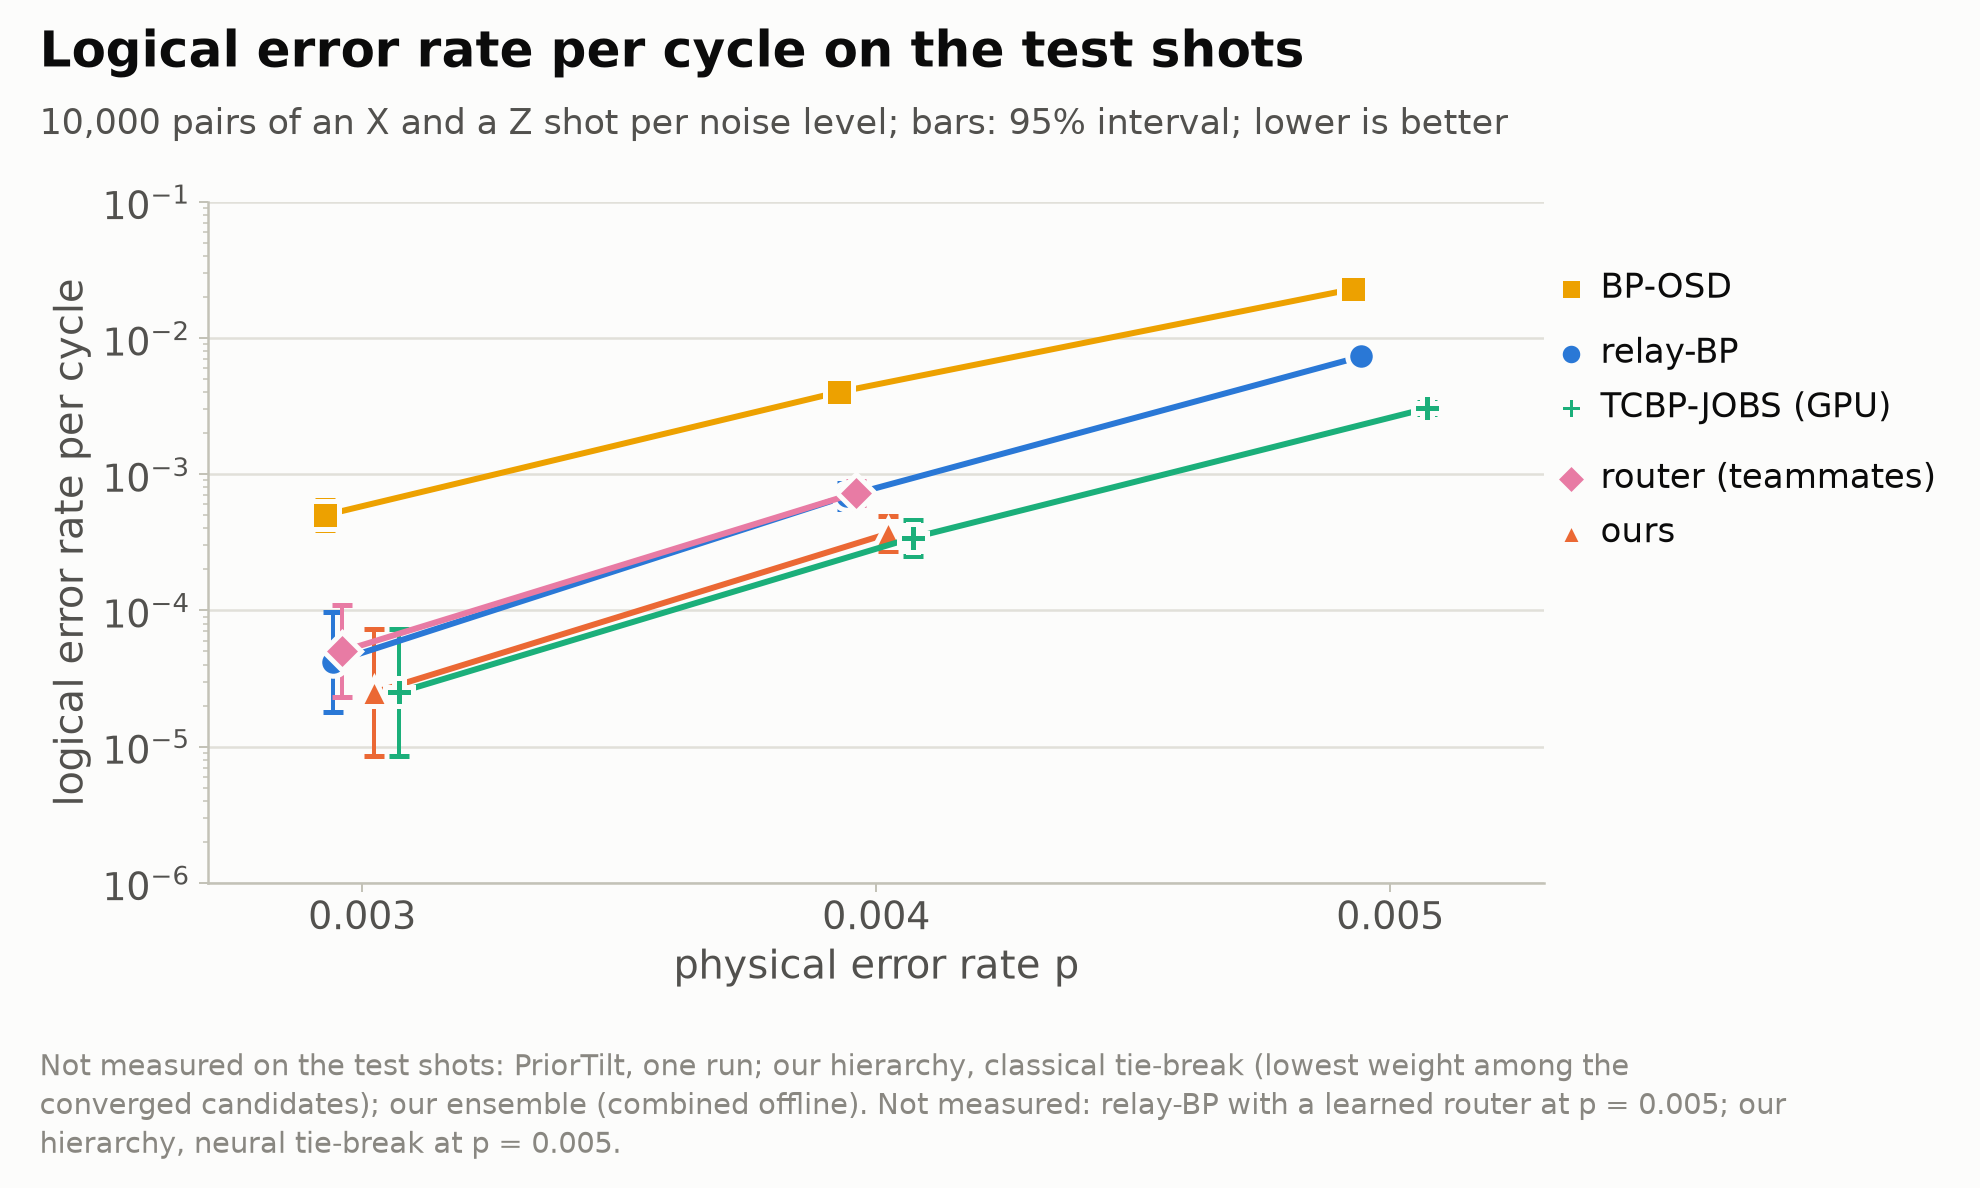 Logical error rate per cycle on the test shots
10,000 pairs of an X and a Z shot per noise level; bars: 95% interval; lower is better
logical error rate per cycle
10⁻¹
10⁻²
10⁻³
10⁻⁴
10⁻⁵
10⁻⁶
0.003
0.004
0.005
physical error rate p
BP-OSD
relay-BP
TCBP-JOBS (GPU)
router (teammates)
ours
Not measured on the test shots: PriorTilt, one run; our hierarchy, classical tie-break (lowest weight among the
converged candidates); our ensemble (combined offline). Not measured: relay-BP with a learned router at p = 0.005; our
hierarchy, neural tie-break at p = 0.005.